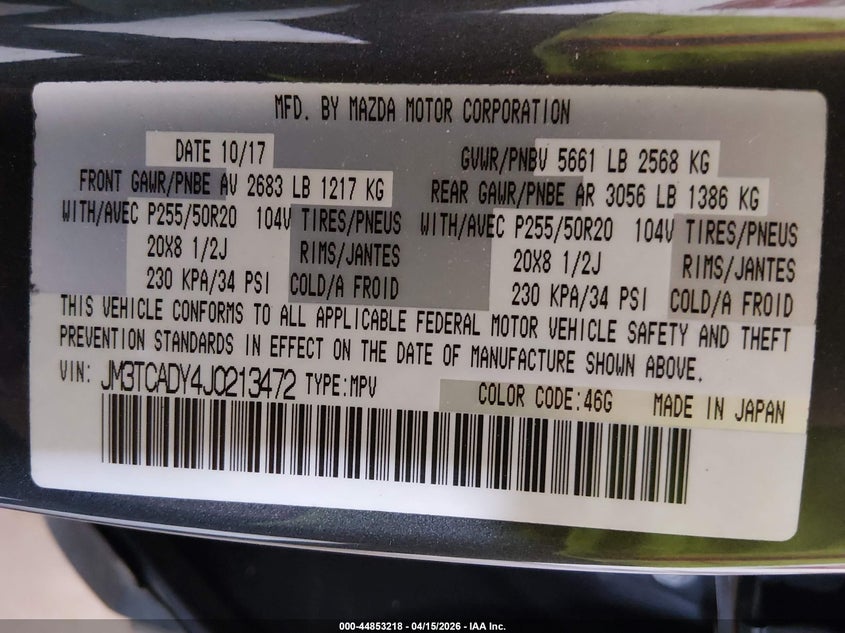 MFD. BY MAZDA MOTOR CORPORATION
DATE 10/17 GVWR/PNBV 5661 LB 2568 KG
FRONT GAWR/PNBE AV 2683 LB 1217 KG REAR GAWR/PNBE AR 3056 LB 1386 KG
WITH/AVEC P255/50R20 104V TIRES/PNEUS WITH/AVEC P255/50R20 104V TIRES/PNEUS
20X8 1/2J RIMS/JANTES 20X8 1/2J RIMS/JANTES
230 KPA/34 PSI COLD/A FROID 230 KPA/34 PSI COLD/A FROID
THIS VEHICLE CONFORMS TO ALL APPLICABLE FEDERAL MOTOR VEHICLE SAFETY AND THEFT
PREVENTION STANDARDS IN EFFECT ON THE DATE OF MANUFACTURE SHOWN ABOVE.
VIN: JM3TCADY4J0213472 TYPE:MPV COLOR CODE:46G MADE IN JAPAN
000-44853218 - 04/15/2026 - IAA Inc.